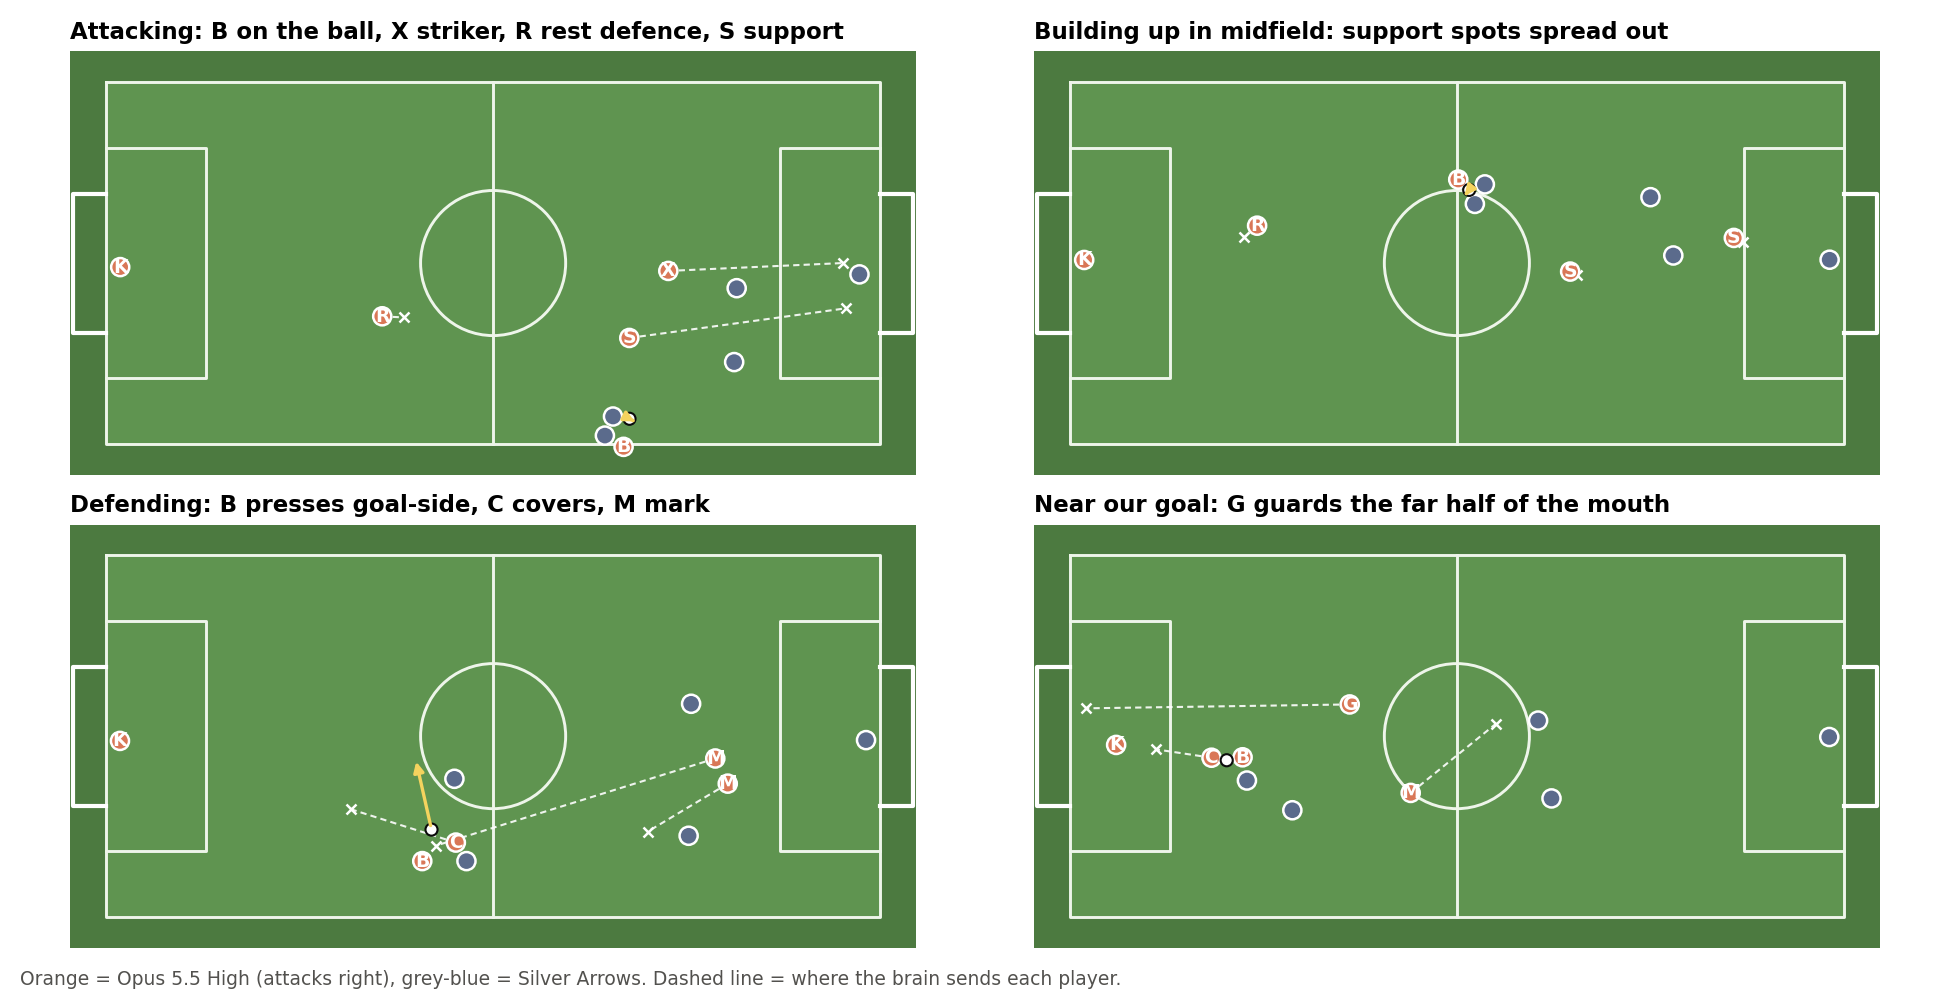 Attacking: B on the ball, X striker, R rest defence, S support
K
R
X
S
B
Building up in midfield: support spots spread out
B
R
K
S
S
Defending: B presses goal-side, C covers, M mark
K
M
M
C
B
Near our goal: G guards the far half of the mouth
G
K
C
B
M
Orange = Opus 5.5 High (attacks right), grey-blue = Silver Arrows. Dashed line = where the brain sends each player.